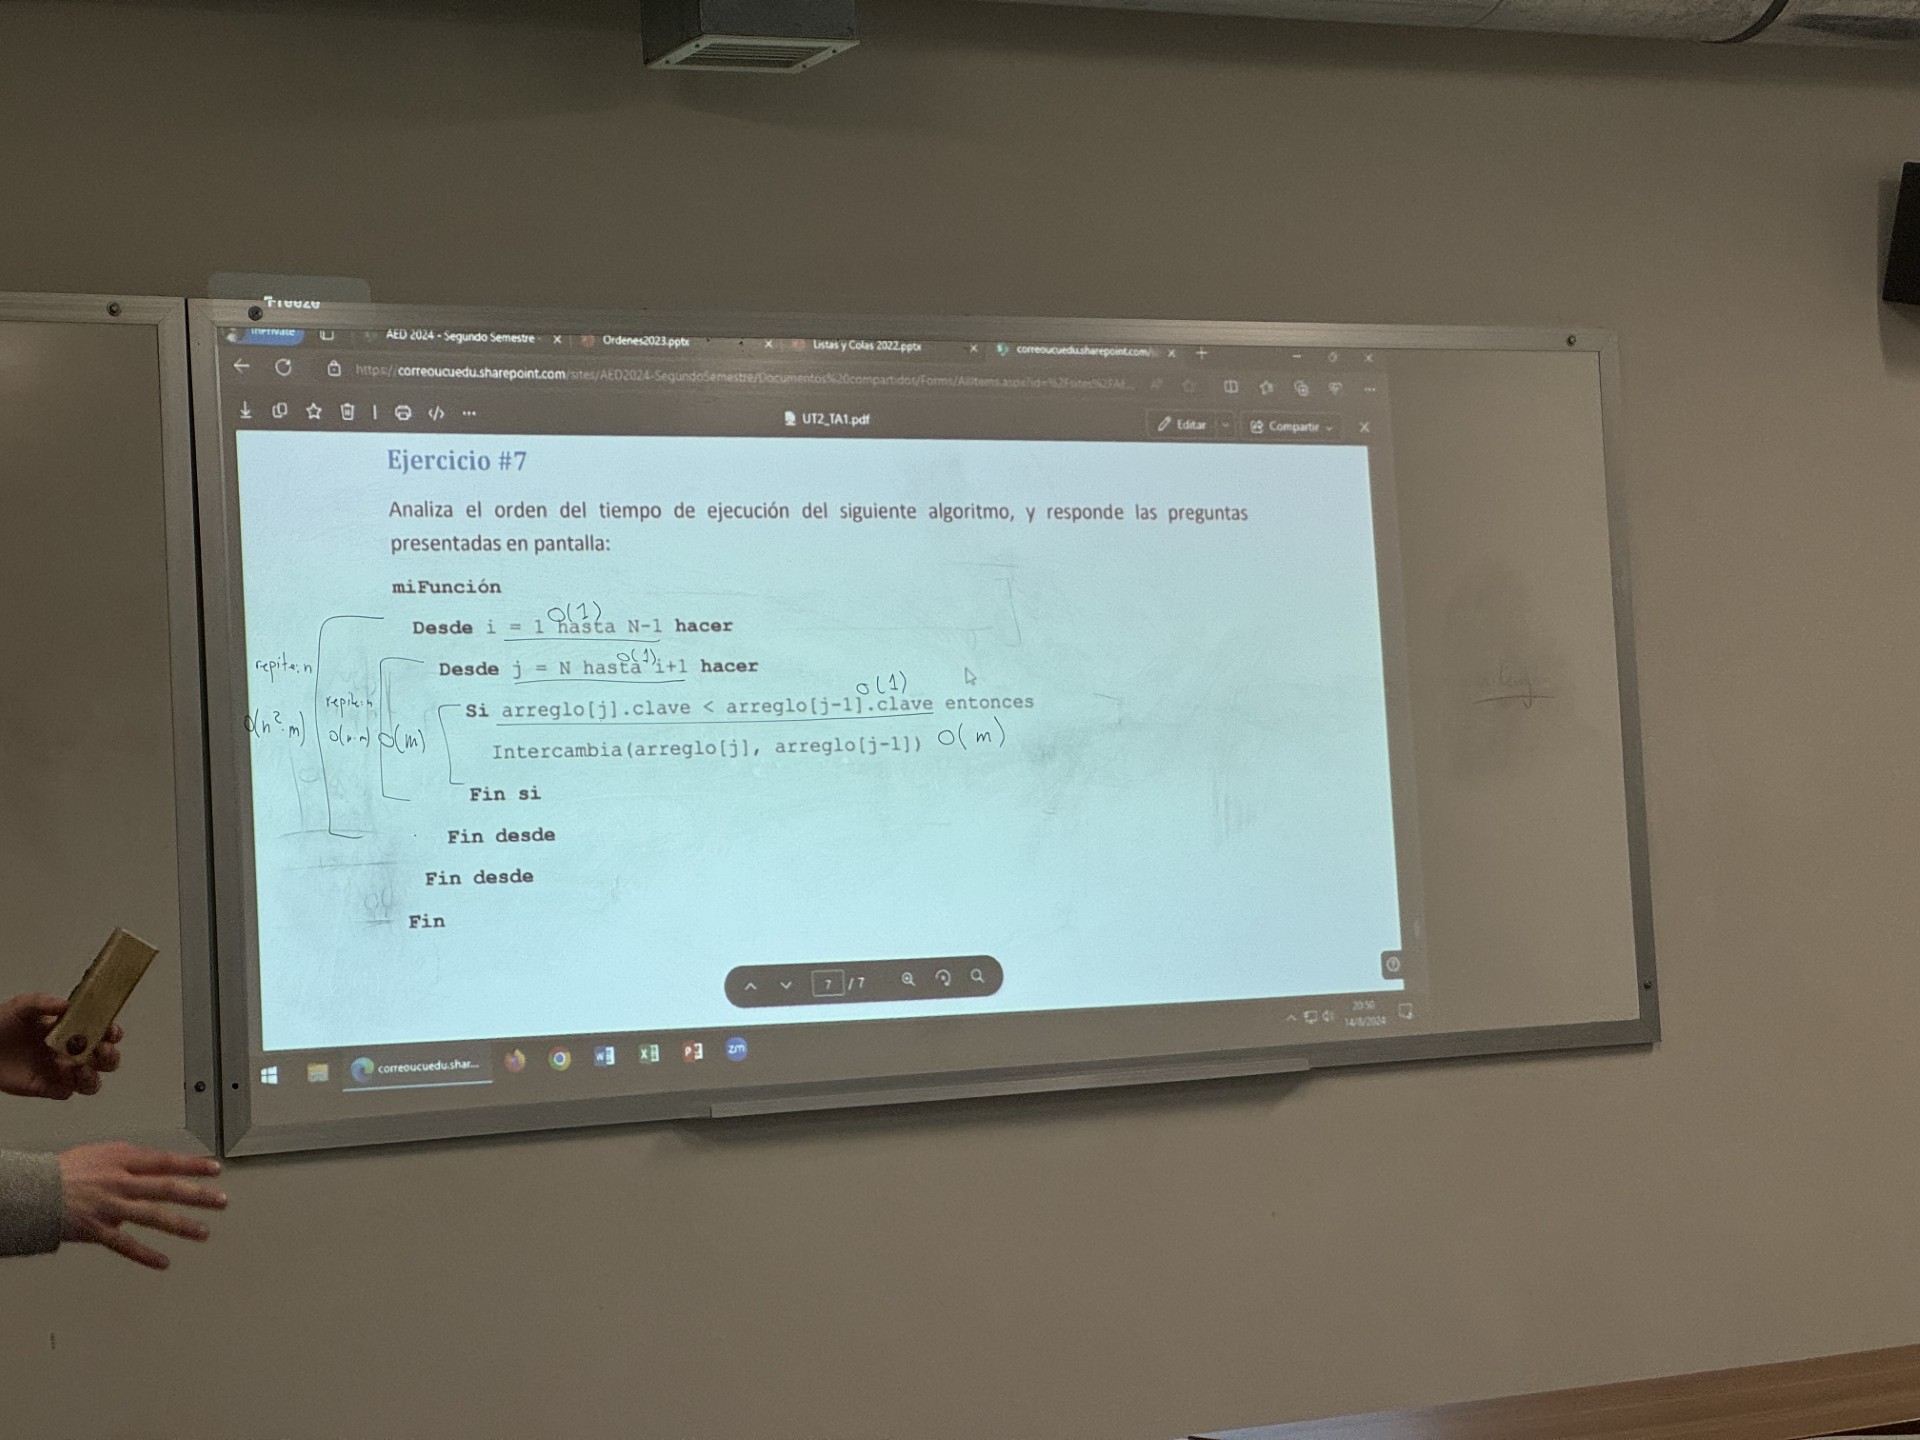 Freeze
InPrivate
AED 2024 - Segundo Semestre
Ordenes2023.pptx
Listas y Colas 2022.pptx
correoucuedu.sharepoint.com/
https://correoucuedu.sharepoint.com/sites/AED2024-SegundoSemestre/Documentos%20compartidos/Forms/AllItems.aspx?id=%2Fsites%2FAE...
UT2_TA1.pdf
Editar
Compartir
Ejercicio #7
Analiza el orden del tiempo de ejecución del siguiente algoritmo, y responde las preguntas
presentadas en pantalla:
miFunción
O(1)
Desde i = 1 hasta N-1 hacer
O(1)
repite: n
Desde j = N hasta i+1 hacer
O(1)
repite: n
Si arreglo[j].clave < arreglo[j-1].clave entonces
O(n²·m)
O(n·m)
O(m)
Intercambia(arreglo[j], arreglo[j-1]) O(m)
Fin si
Fin desde
Fin desde
Fin
7 /7
20:50
14/8/2024
correoucuedu.shar...
zm